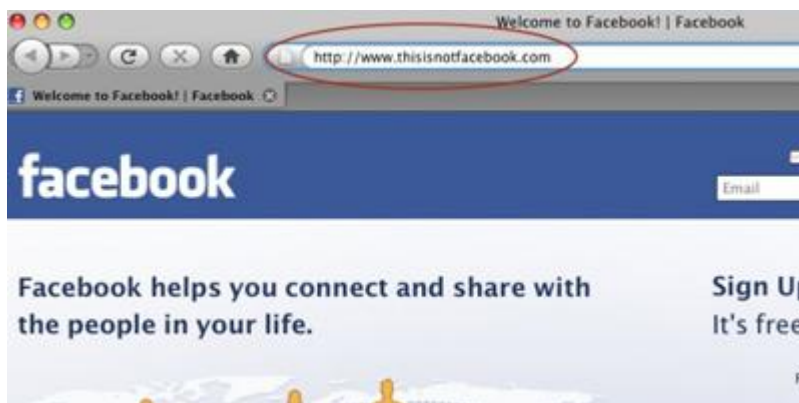 Welcome to Facebook! | Facebook
http://www.thisisnotfacebook.com
Welcome to Facebook! | Facebook
facebook
Email
Facebook helps you connect and share with
the people in your life.
Sign
It's free